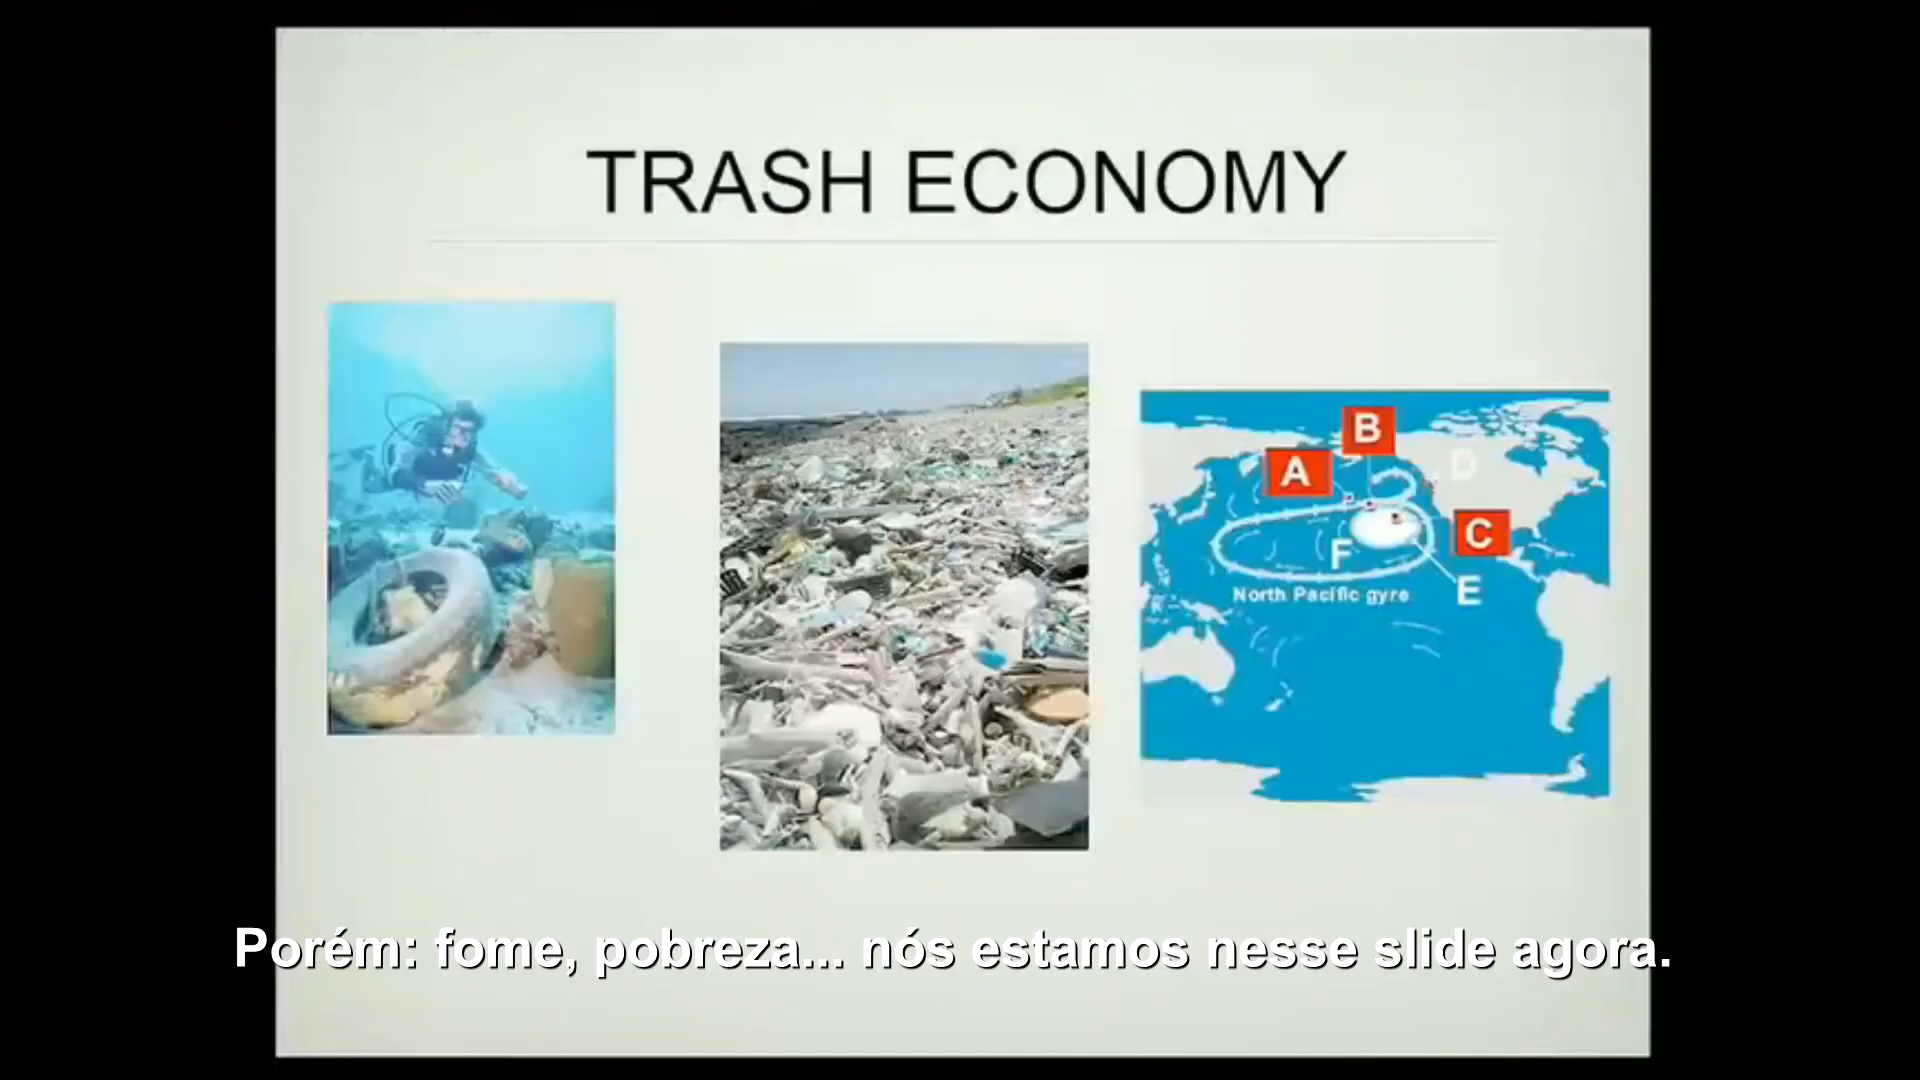 TRASH ECONOMY
B
A
D
C
F
E
North Pacific gyre
Porém: fome, pobreza... nós estamos nesse slide agora.